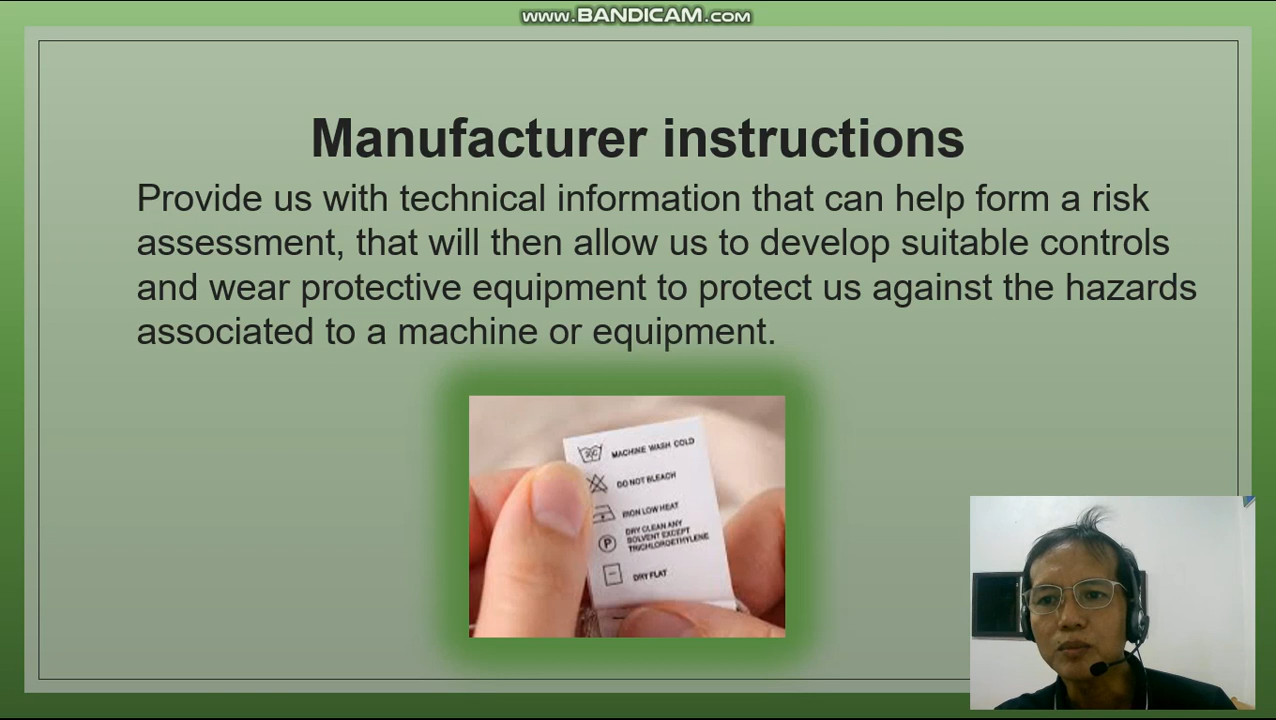 www.BANDICAM.com
Manufacturer instructions
Provide us with technical information that can help form a risk
assessment, that will then allow us to develop suitable controls
and wear protective equipment to protect us against the hazards
associated to a machine or equipment.
30C MACHINE WASH COLD
DO NOT BLEACH
IRON LOW HEAT
P DRY CLEAN ANY
SOLVENT EXCEPT
TRICHLOROETHYLENE
DRY FLAT